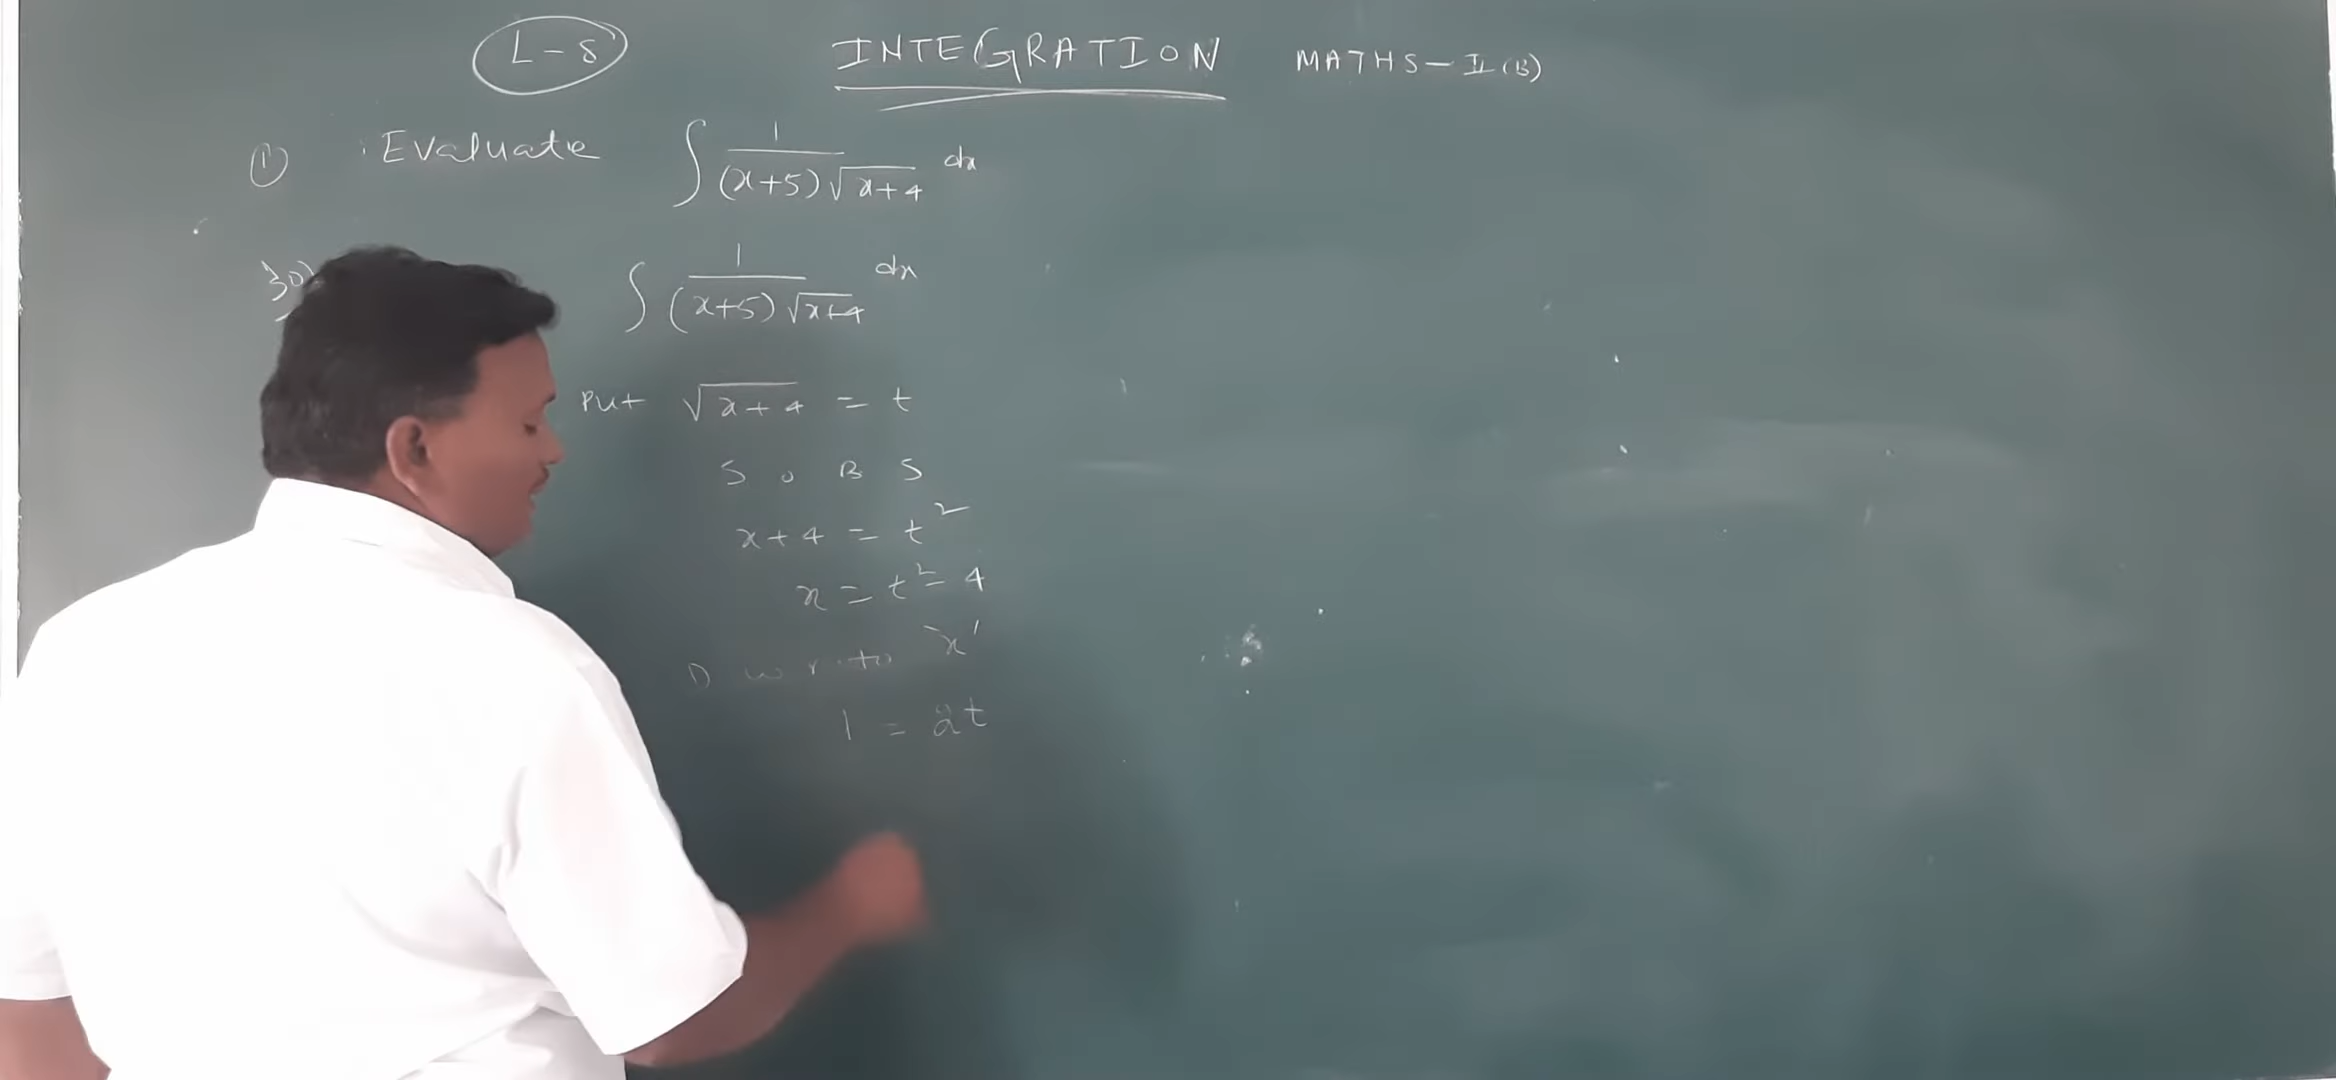 L-8 INTEGRATION MATHS-II(B)
① Evaluate ∫ 1/((x+5)√(x+4)) dx
∫ 1/((x+5)√(x+4)) dx
Put √(x+4) = t
S O B S
x+4 = t²
x = t²-4
D w r to 'x'
1 = 2t